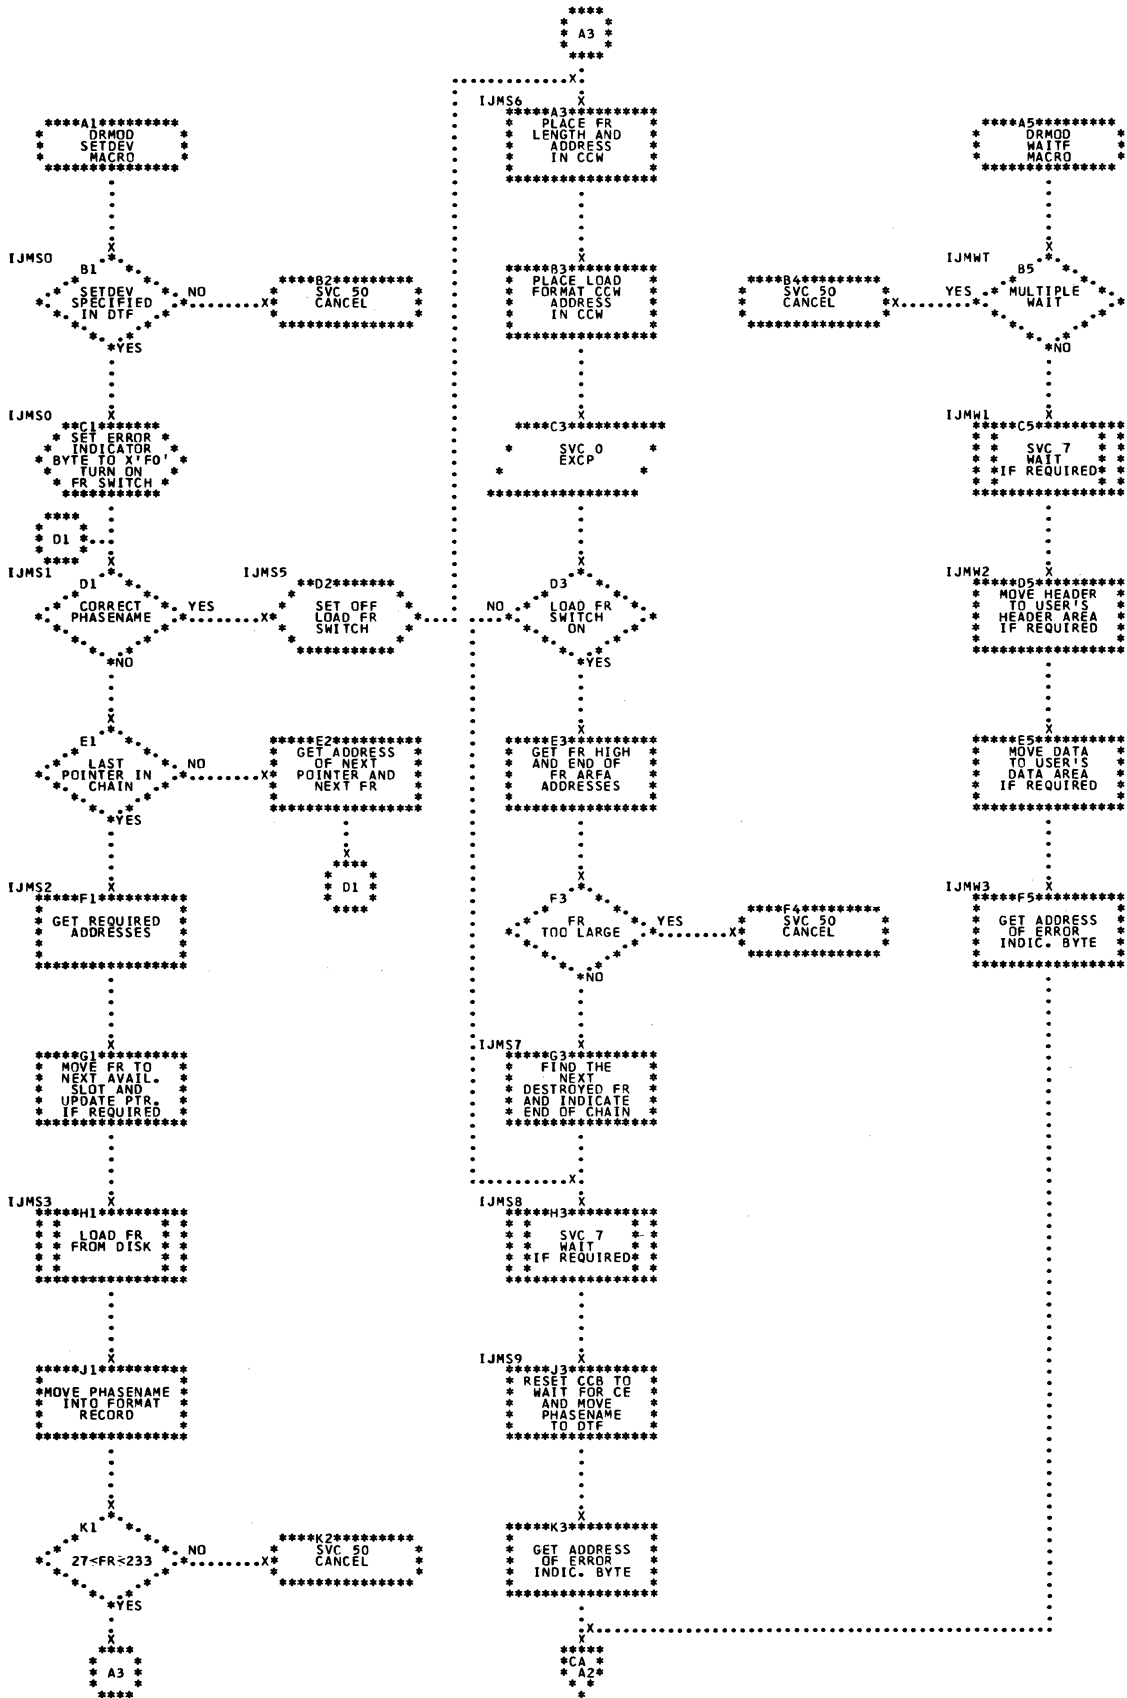 A3
IJMS6
A1
DRMOD
SETDEV
MACRO
A3
PLACE FR
LENGTH AND
ADDRESS
IN CCW
A5
DRMOD
WAITF
MACRO
IJMS0
B1
SETDEV
SPECIFIED
IN DTF
NO
YES
B2
SVC 50
CANCEL
B3
PLACE LOAD
FORMAT CCW
ADDRESS
IN CCW
B4
SVC 50
CANCEL
IJMWT
B5
MULTIPLE
WAIT
YES
NO
IJMS0
C1
SET ERROR
INDICATOR
BYTE TO X'F0'
TURN ON
FR SWITCH
C3
SVC 0
EXCP
IJMW1
C5
SVC 7
WAIT
IF REQUIRED
D1
IJMS1
D1
CORRECT
PHASENAME
YES
NO
IJMS5
D2
SET OFF
LOAD FR
SWITCH
D3
LOAD FR
SWITCH
ON
NO
YES
IJMW2
D5
MOVE HEADER
TO USER'S
HEADER AREA
IF REQUIRED
E1
LAST
POINTER IN
CHAIN
NO
YES
E2
GET ADDRESS
OF NEXT
POINTER AND
NEXT FR
E3
GET FR HIGH
AND END OF
FR ARFA
ADDRESSES
E5
MOVE DATA
TO USER'S
DATA AREA
IF REQUIRED
D1
IJMS2
F1
GET REQUIRED
ADDRESSES
F3
FR
TOO LARGE
YES
NO
F4
SVC 50
CANCEL
IJMW3
F5
GET ADDRESS
OF ERROR
INDIC. BYTE
G1
MOVE FR TO
NEXT AVAIL.
SLOT AND
UPDATE PTR.
IF REQUIRED
IJMS7
G3
FIND THE
NEXT
DESTROYED FR
AND INDICATE
END OF CHAIN
IJMS3
H1
LOAD FR
FROM DISK
IJMS8
H3
SVC 7
WAIT
IF REQUIRED
J1
MOVE PHASENAME
INTO FORMAT
RECORD
IJMS9
J3
RESET CCB TO
WAIT FOR CE
AND MOVE
PHASENAME
TO DTF
K1
27≤FR≤233
NO
YES
K2
SVC 50
CANCEL
K3
GET ADDRESS
OF ERROR
INDIC. BYTE
A3
CA
A2